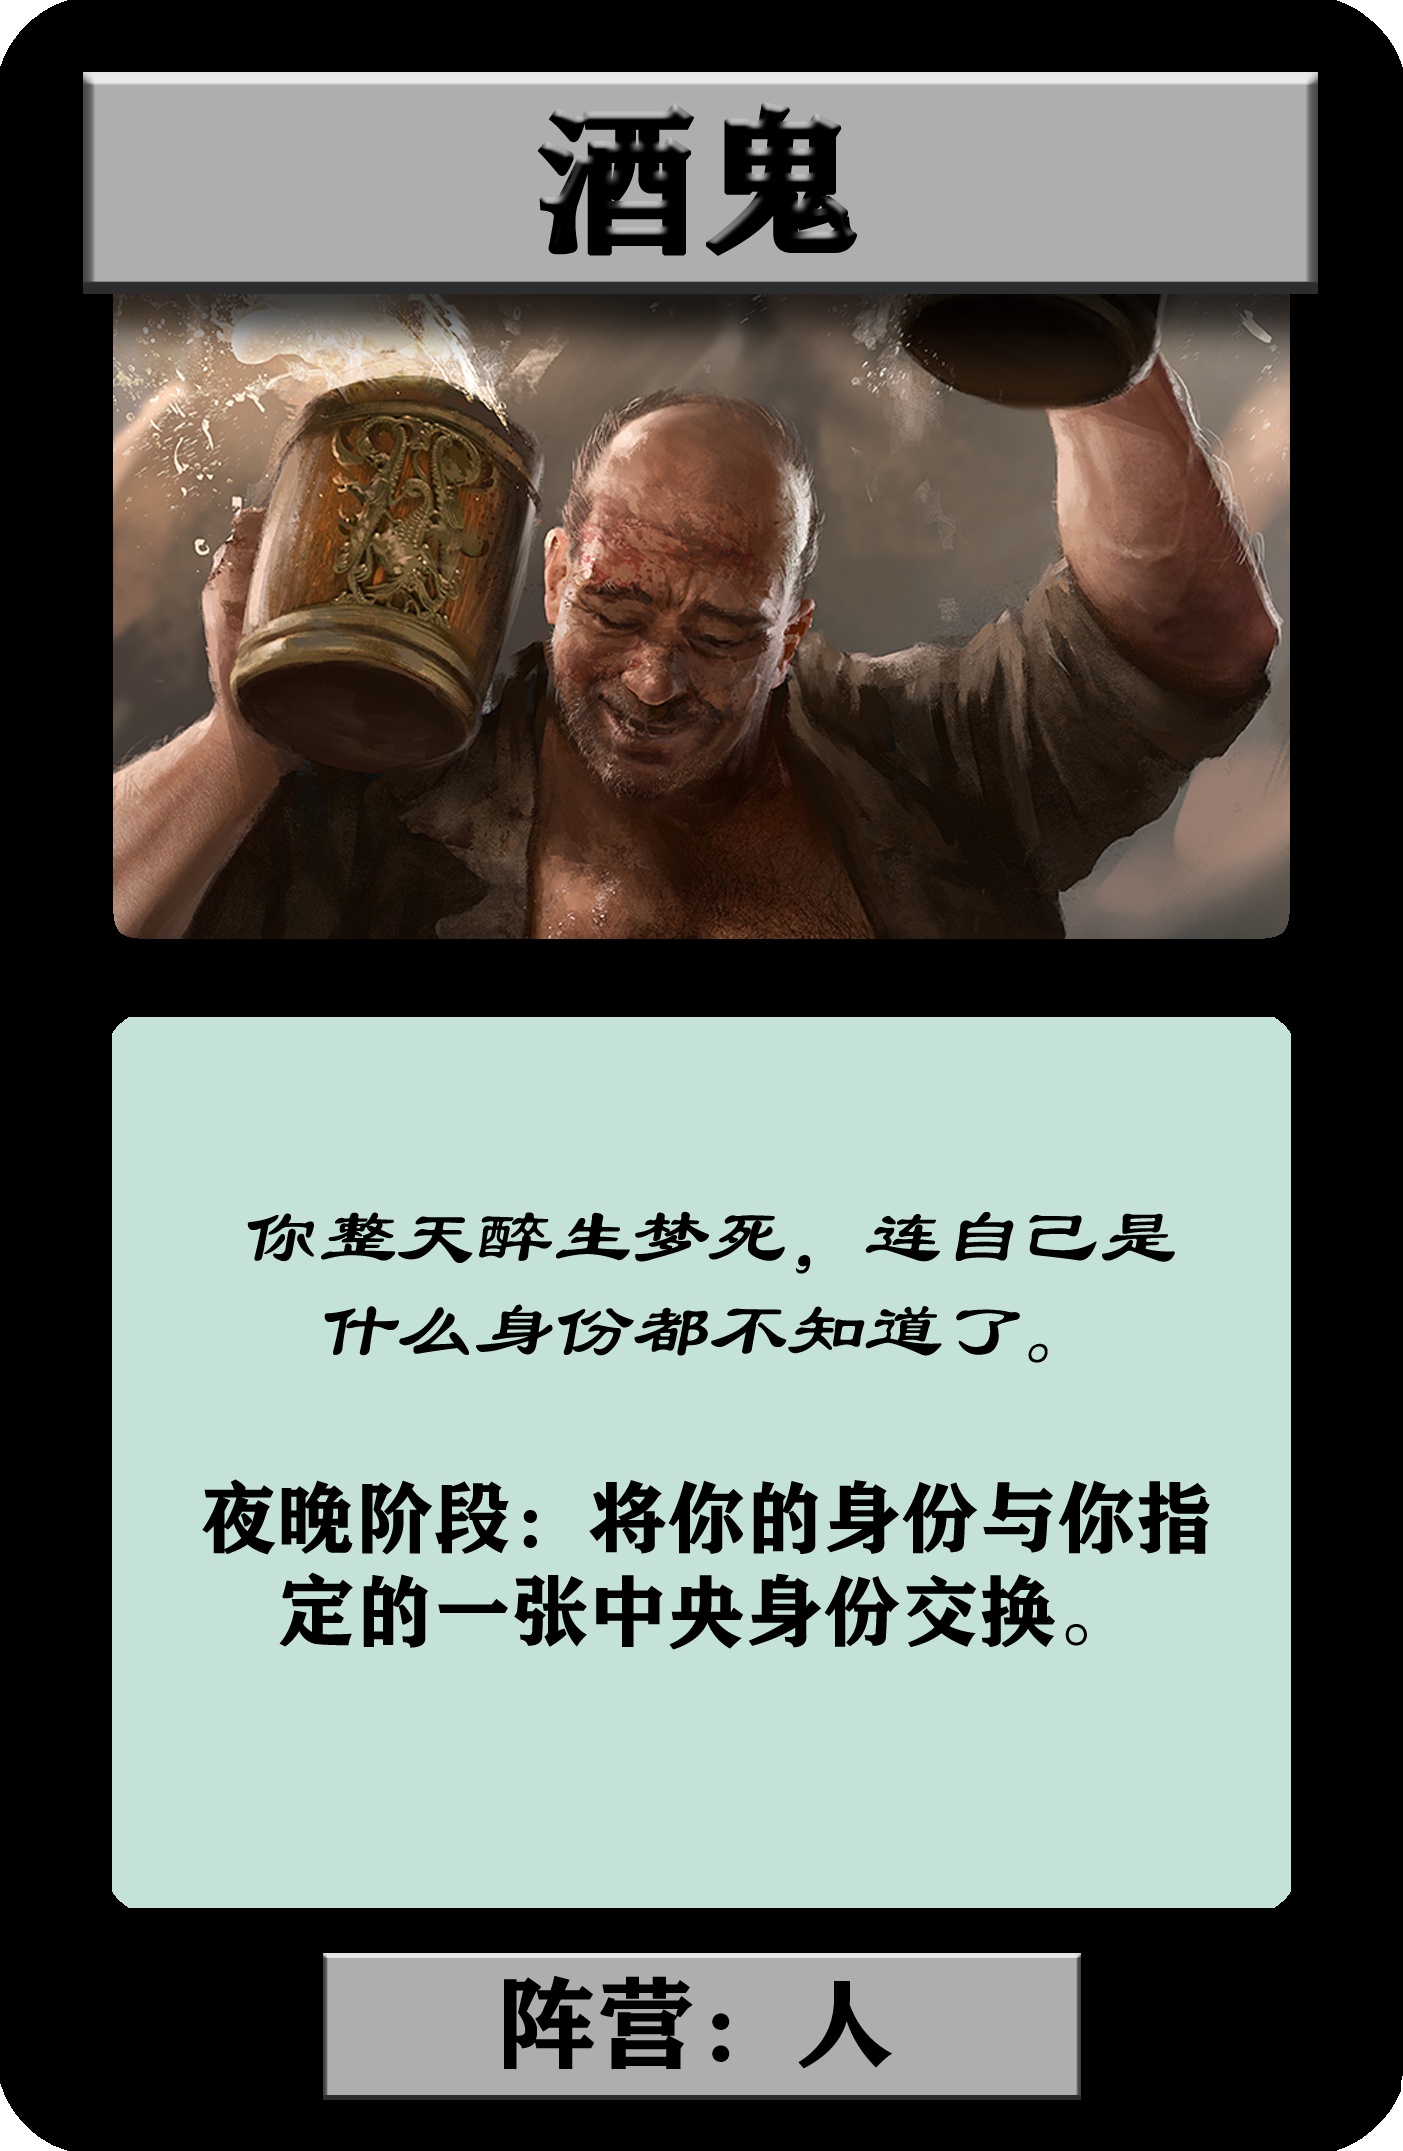 酒鬼
你整天醉生梦死，连自己是
什么身份都不知道了。
夜晚阶段：将你的身份与你指
定的一张中央身份交换。
阵营：人